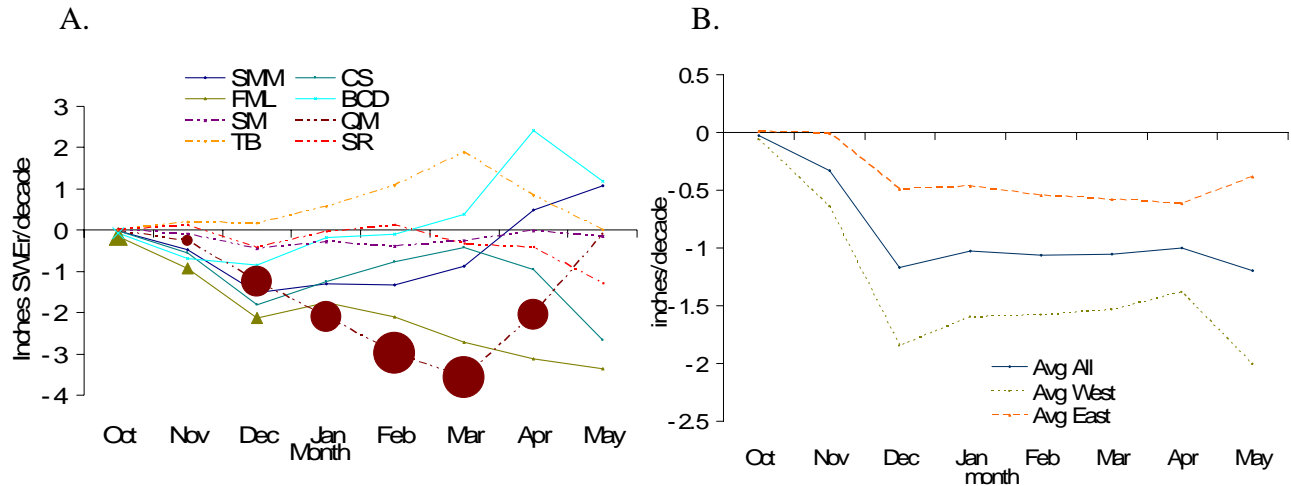 A.
SMM
CS
FML
BCD
SM
QM
TB
SR
Inches SWEr/decade
3
2
1
0
-1
-2
-3
-4
Oct Nov Dec Jan Feb Mar Apr May
Month
B.
inches/decade
0.5
0
-0.5
-1
-1.5
-2
-2.5
Avg All
Avg West
Avg East
Oct Nov Dec Jan Feb Mar Apr May
month